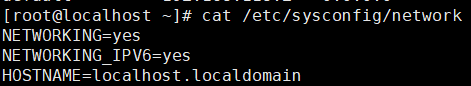 [root@localhost ~]# cat /etc/sysconfig/network
NETWORKING=yes
NETWORKING_IPV6=yes
HOSTNAME=localhost.localdomain